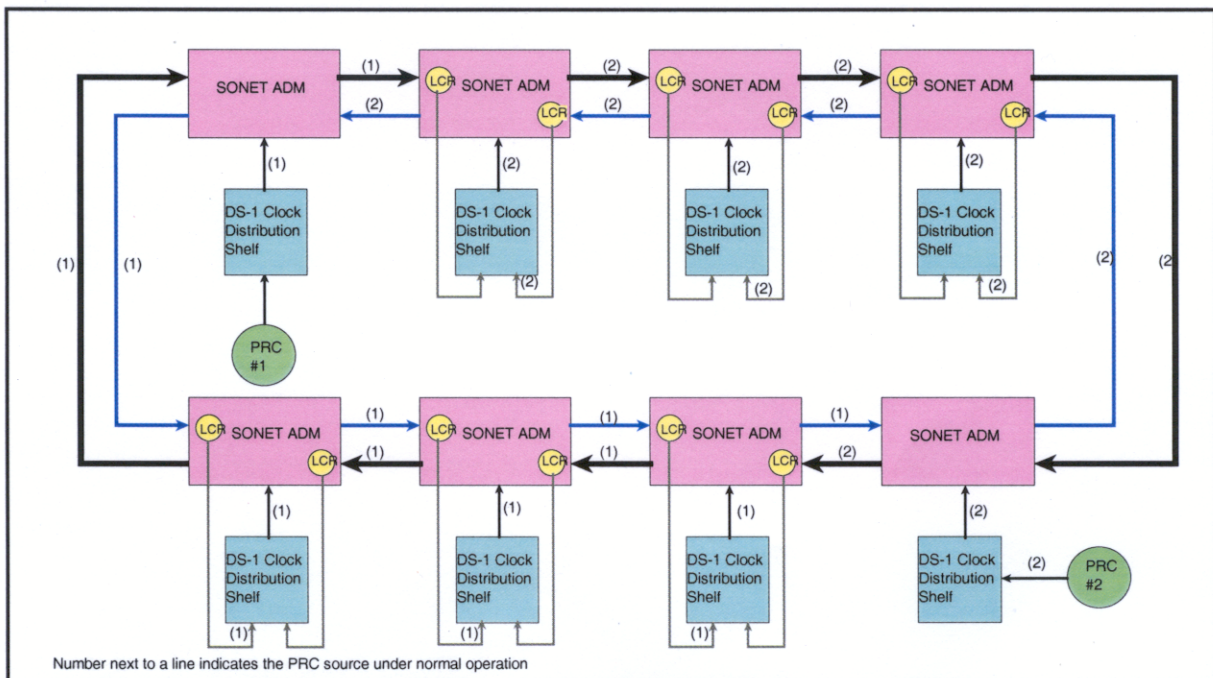 (1) (2) (2)
LCR LCR LCR
SONET ADM SONET ADM SONET ADM SONET ADM
(2) (2) (2)
LCR LCR LCR
(1) (2) (2) (2)
DS-1 Clock
Distribution
Shelf
DS-1 Clock
Distribution
Shelf
DS-1 Clock
Distribution
Shelf
DS-1 Clock
Distribution
Shelf
(1) (1) (2) (2)
(2) (2) (2)
PRC
#1
(1) (1) (1)
LCR LCR LCR
SONET ADM SONET ADM SONET ADM SONET ADM
(1) (1) (2)
LCR LCR LCR
(1) (1) (1) (2)
DS-1 Clock
Distribution
Shelf
DS-1 Clock
Distribution
Shelf
DS-1 Clock
Distribution
Shelf
DS-1 Clock
Distribution
Shelf
(2)
PRC
#2
(1) (1) (1)
Number next to a line indicates the PRC source under normal operation